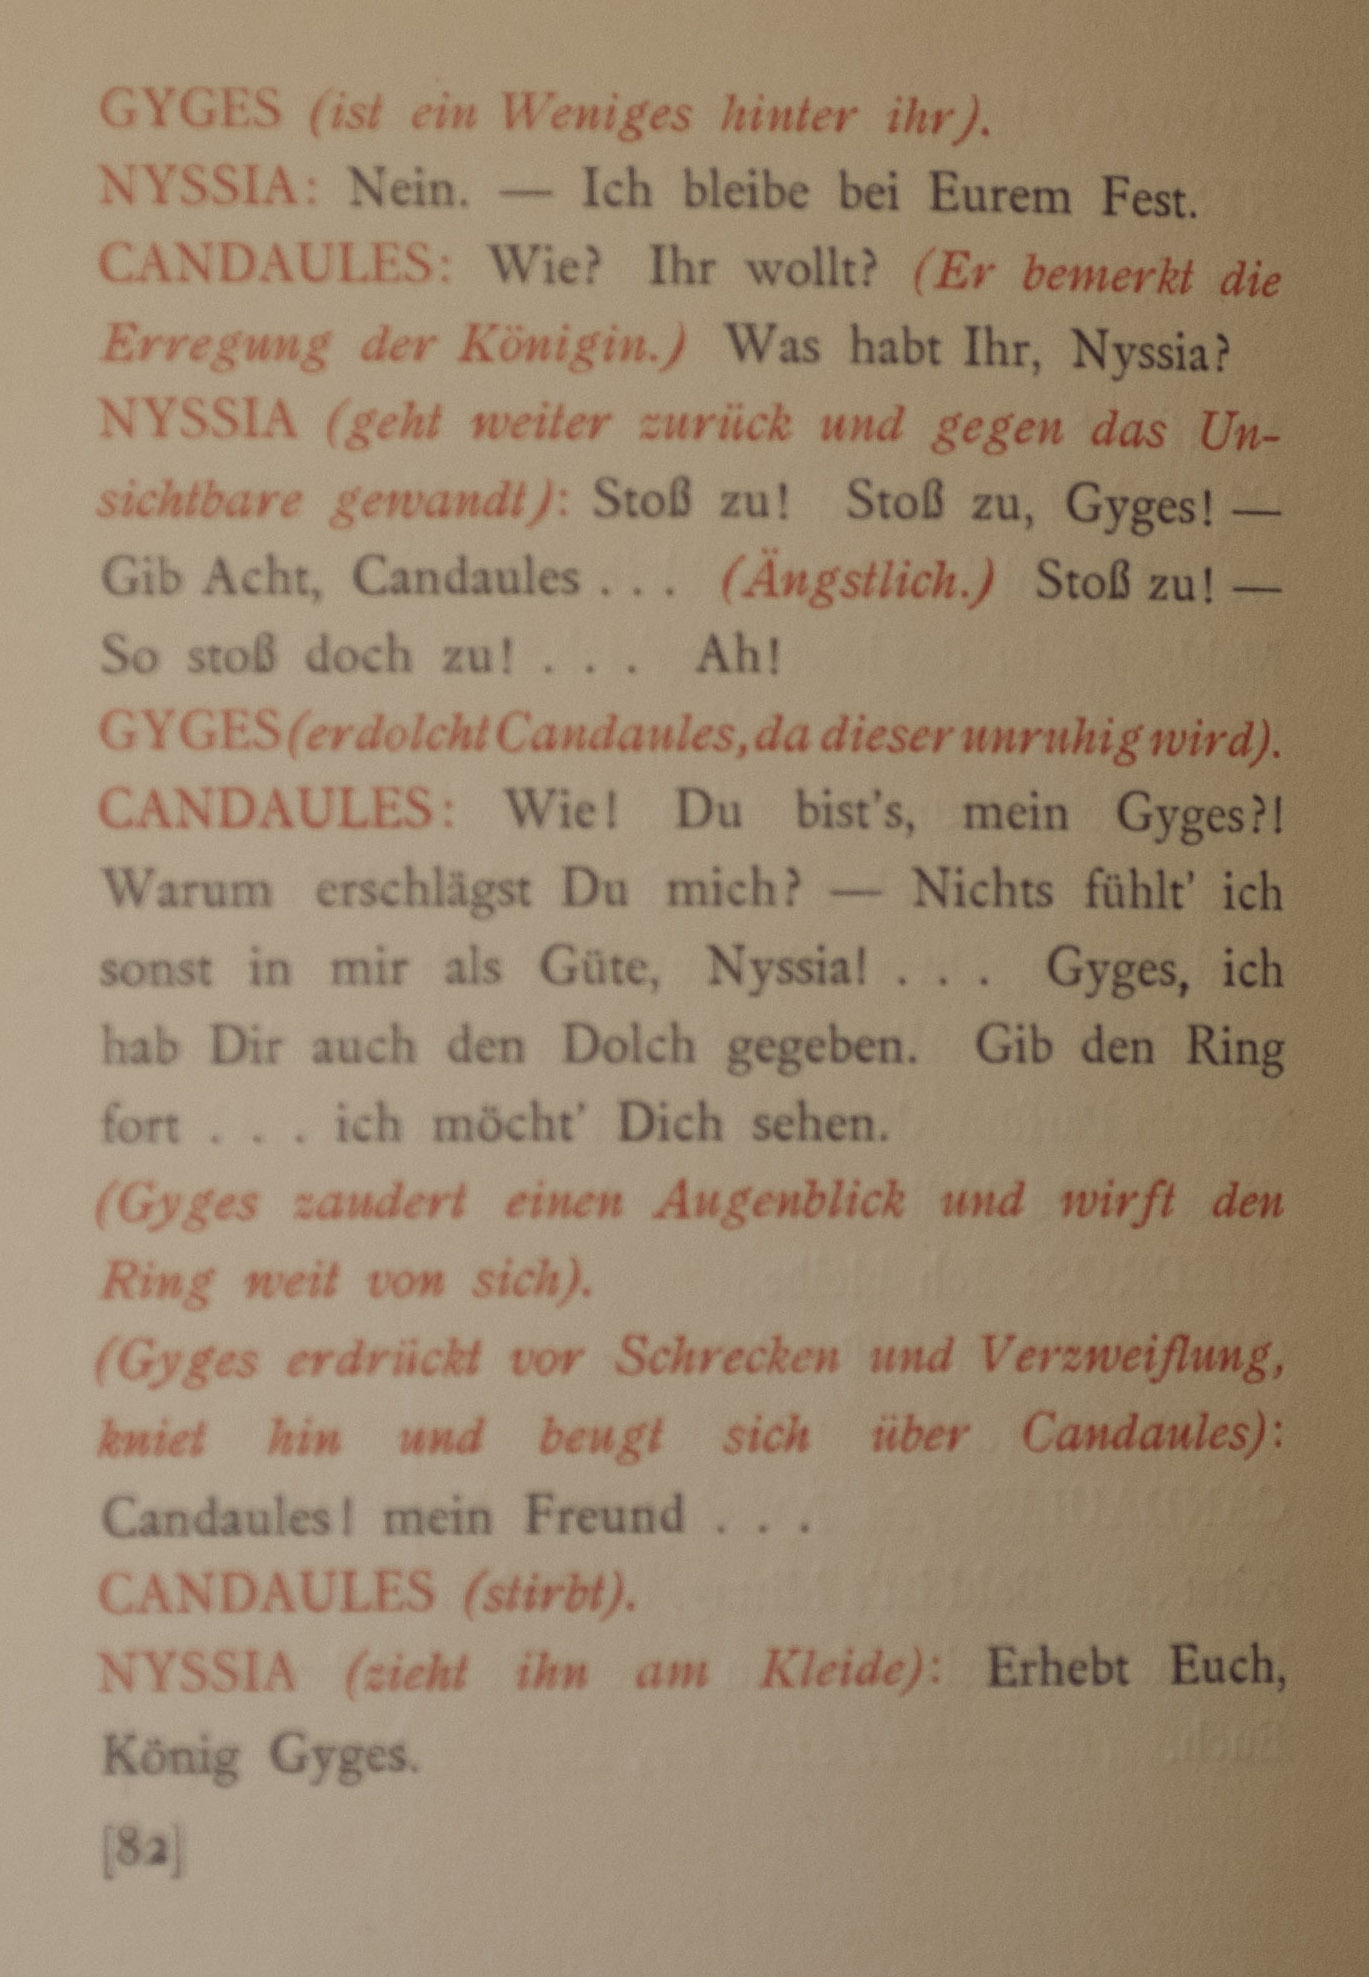 GYGES (ist ein Weniges hinter ihr).
NYSSIA: Nein. — Ich bleibe bei Eurem Fest.
CANDAULES: Wie? Ihr wollt? (Er bemerkt die
Erregung der Königin.) Was habt Ihr, Nyssia?
NYSSIA (geht weiter zurück und gegen das Un-
sichtbare gewandt): Stoß zu! Stoß zu, Gyges! —
Gib Acht, Candaules . . . (Ängstlich.) Stoß zu! —
So stoß doch zu! . . . Ah!
GYGES (erdolcht Candaules, da dieser unruhig wird).
CANDAULES: Wie! Du bist's, mein Gyges?!
Warum erschlägst Du mich? — Nichts fühlt' ich
sonst in mir als Güte, Nyssia! . . . Gyges, ich
hab Dir auch den Dolch gegeben. Gib den Ring
fort . . . ich möcht' Dich sehen.
(Gyges zaudert einen Augenblick und wirft den
Ring weit von sich).
(Gyges erdrückt vor Schrecken und Verzweiflung,
kniet hin und beugt sich über Candaules):
Candaules! mein Freund . . .
CANDAULES (stirbt).
NYSSIA (zieht ihn am Kleide): Erhebt Euch,
König Gyges.
[82]